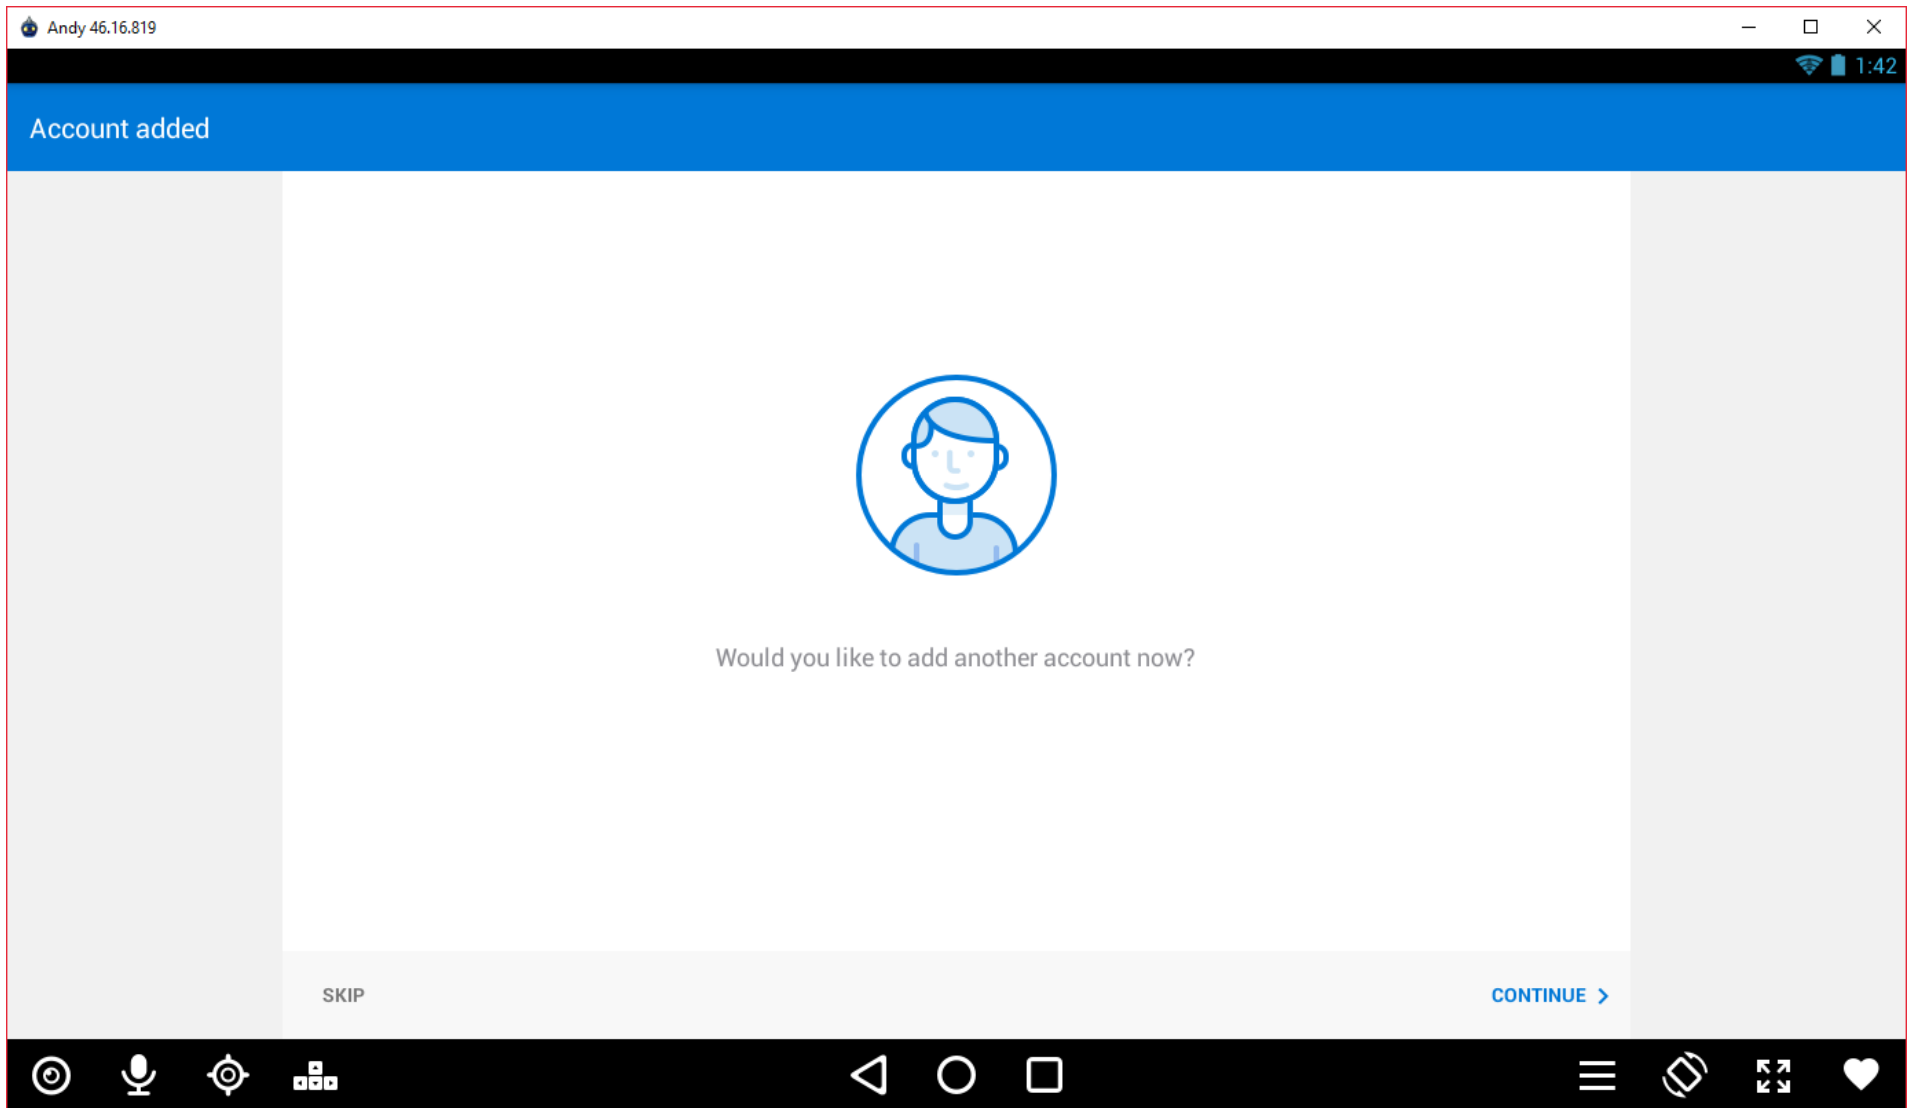 Andy 46.16.819
1:42
Account added
Would you like to add another account now?
SKIP
CONTINUE